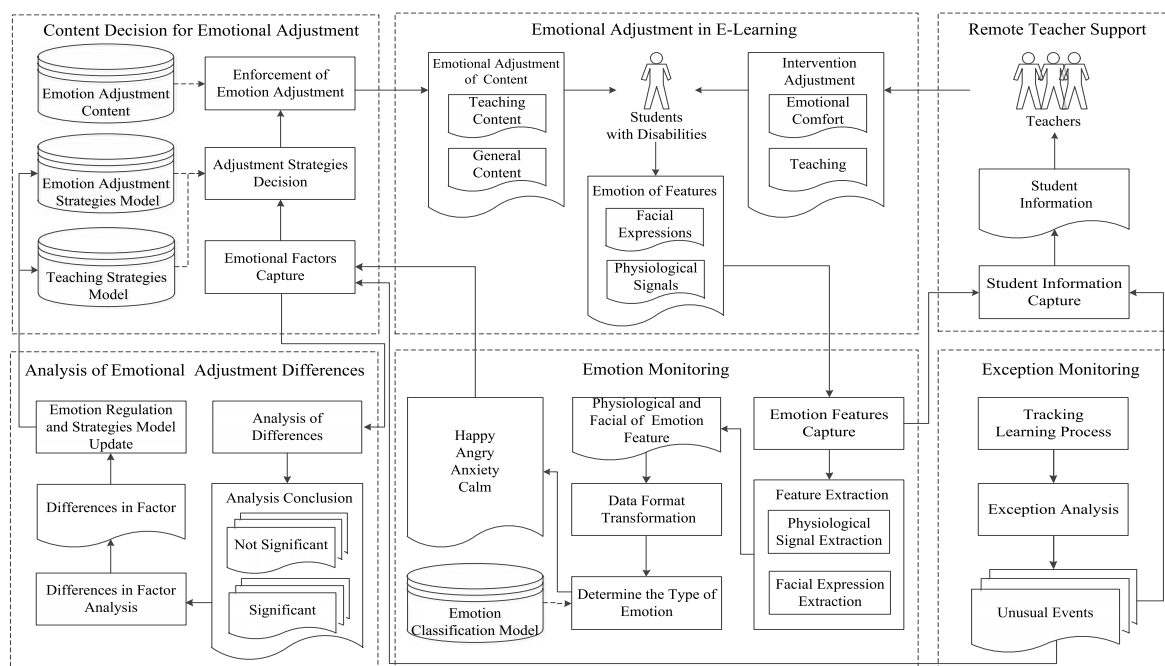 Content Decision for Emotional Adjustment
Emotion Adjustment
Content
Enforcement of
Emotion Adjustment
Emotion Adjustment
Strategies Model
Adjustment Strategies
Decision
Teaching Strategies
Model
Emotional Factors
Capture
Emotional Adjustment in E-Learning
Emotional Adjustment
of Content
Teaching
Content
General
Content
Students
with Disabilities
Emotion of Features
Facial
Expressions
Physiological
Signals
Intervention
Adjustment
Emotional
Comfort
Teaching
Remote Teacher Support
Teachers
Student
Information
Student Information
Capture
Analysis of Emotional Adjustment Differences
Emotion Regulation
and Strategies Model
Update
Analysis of
Differences
Differences in Factor
Analysis Conclusion
Not Significant
Significant
Differences in Factor
Analysis
Emotion Monitoring
Happy
Angry
Anxiety
Calm
Emotion
Classification Model
Physiological and
Facial of Emotion
Feature
Data Format
Transformation
Determine the Type of
Emotion
Emotion Features
Capture
Feature Extraction
Physiological
Signal Extraction
Facial Expression
Extraction
Exception Monitoring
Tracking
Learning Process
Exception Analysis
Unusual Events